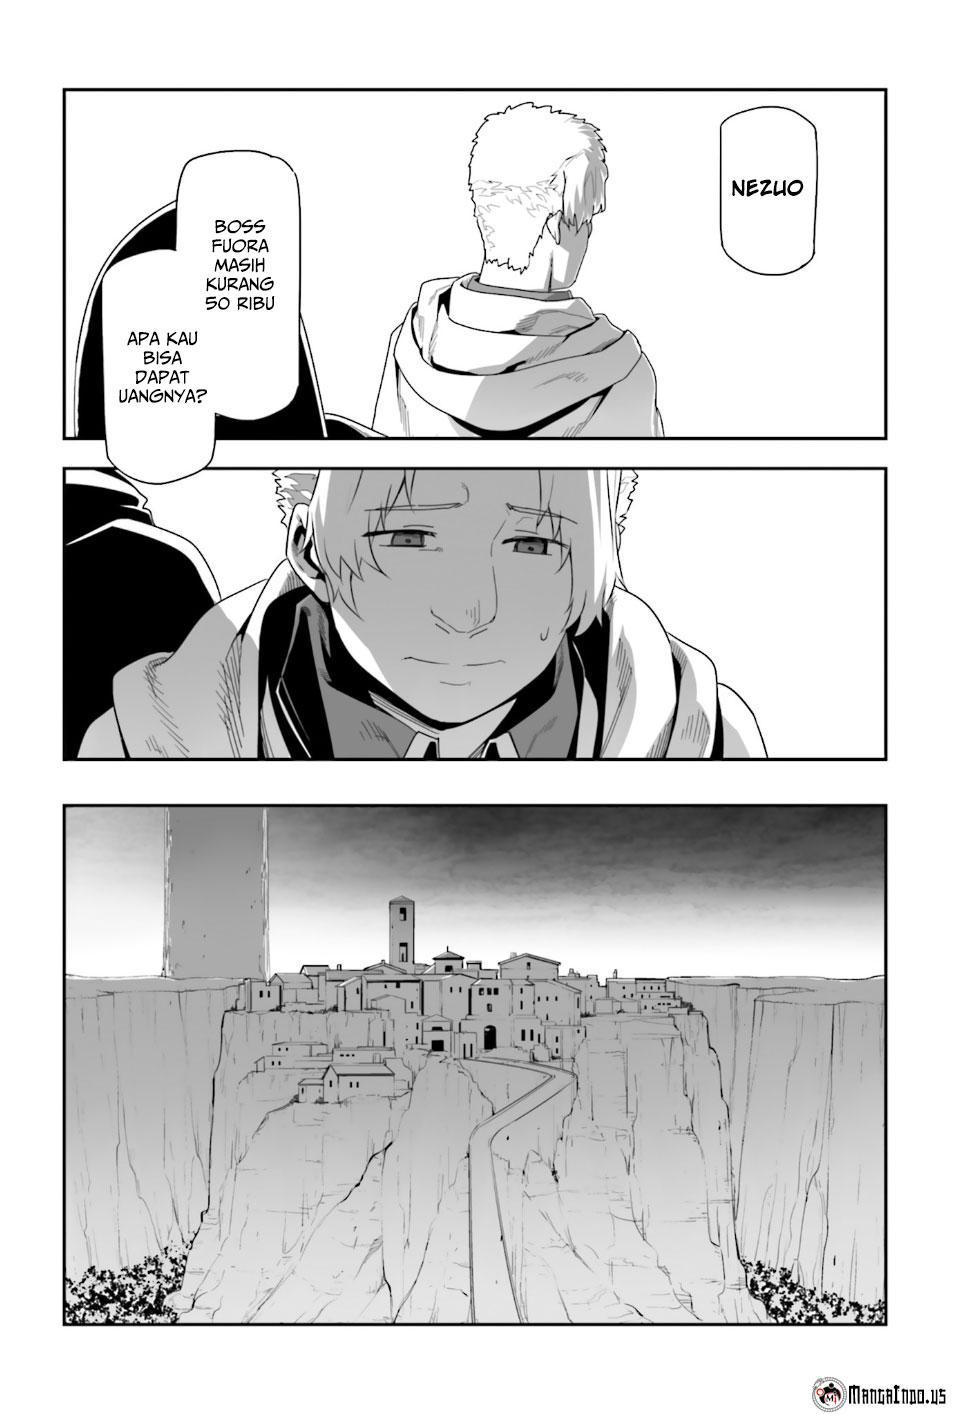 NEZUO
BOSS
FUORA
MASIH
KURANG
50 RIBU
APA KAU
BISA
DAPAT
UANGNYA?
MANGAINDO.US